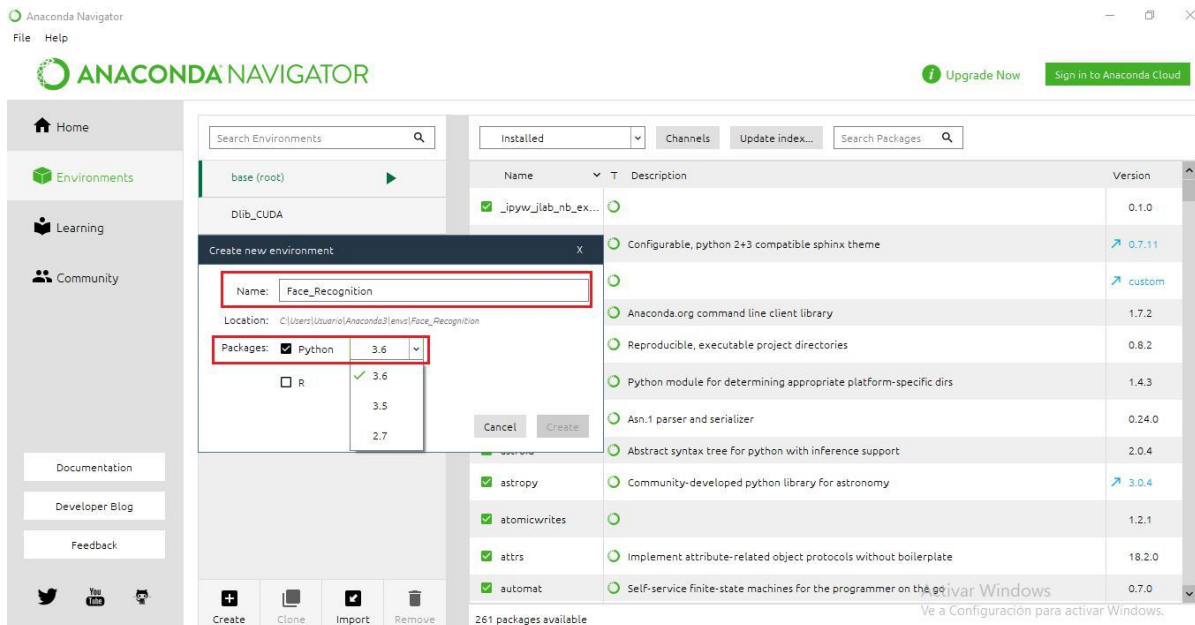 Anaconda Navigator
File Help
ANACONDA NAVIGATOR
Upgrade Now
Sign in to Anaconda Cloud
Home
Environments
Learning
Community
Documentation
Developer Blog
Feedback
You Tube
Search Environments
base (root)
Dlib_CUDA
Create new environment X
Name: Face_Recognition
Location: C:\Users\Usuario\Anaconda3\envs\Face_Recognition
Packages: Python 3.6
R
3.6
3.5
2.7
Cancel Create
Create Clone Import Remove
Installed Channels Update index... Search Packages
Name T Description Version
_ipyw_jlab_nb_ex... 0.1.0
Configurable, python 2+3 compatible sphinx theme 0.7.11
custom
Anaconda.org command line client library 1.7.2
Reproducible, executable project directories 0.8.2
Python module for determining appropriate platform-specific dirs 1.4.3
Asn.1 parser and serializer 0.24.0
Abstract syntax tree for python with inference support 2.0.4
astropy Community-developed python library for astronomy 3.0.4
atomicwrites 1.2.1
attrs Implement attribute-related object protocols without boilerplate 18.2.0
automat Self-service finite-state machines for the programmer on the go 0.7.0
261 packages available
Activar Windows
Ve a Configuración para activar Windows.